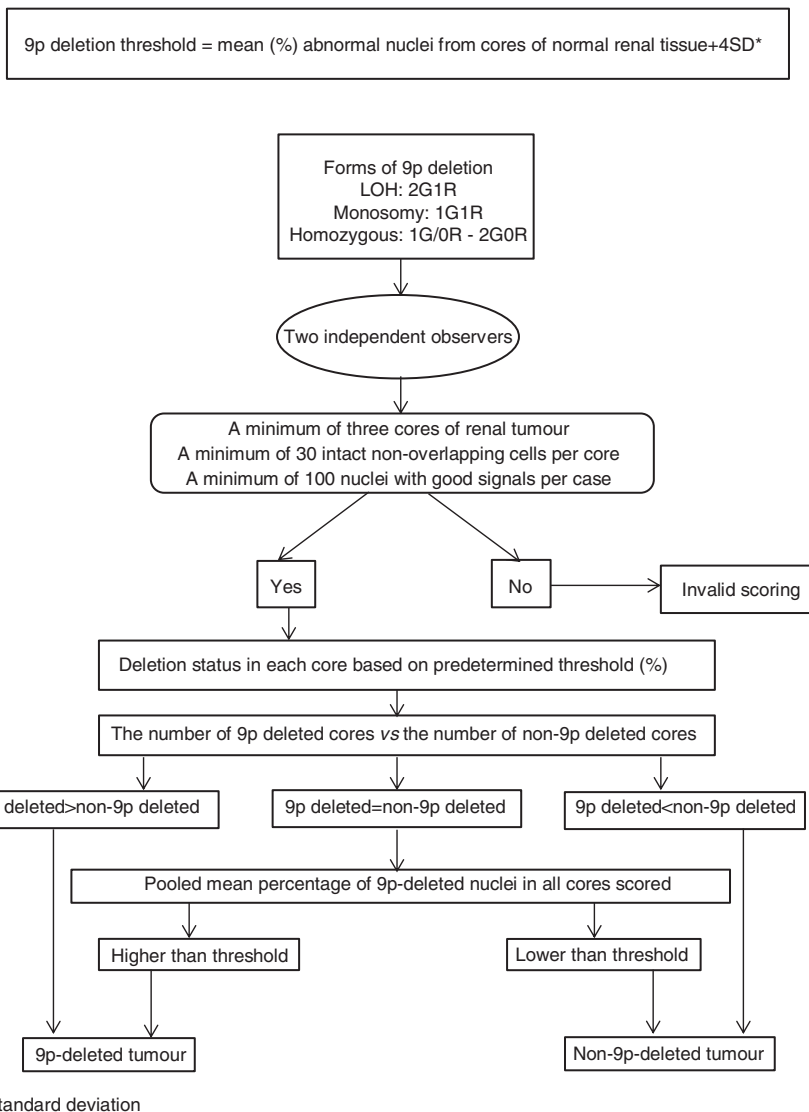 9p deletion threshold = mean (%) abnormal nuclei from cores of normal renal tissue+4SD*
Forms of 9p deletion
LOH: 2G1R
Monosomy: 1G1R
Homozygous: 1G/0R - 2G0R
Two independent observers
A minimum of three cores of renal tumour
A minimum of 30 intact non-overlapping cells per core
A minimum of 100 nuclei with good signals per case
Yes
No
Invalid scoring
Deletion status in each core based on predetermined threshold (%)
The number of 9p deleted cores vs the number of non-9p deleted cores
deleted>non-9p deleted
9p deleted=non-9p deleted
9p deleted<non-9p deleted
Pooled mean percentage of 9p-deleted nuclei in all cores scored
Higher than threshold
Lower than threshold
9p-deleted tumour
Non-9p-deleted tumour
tandard deviation